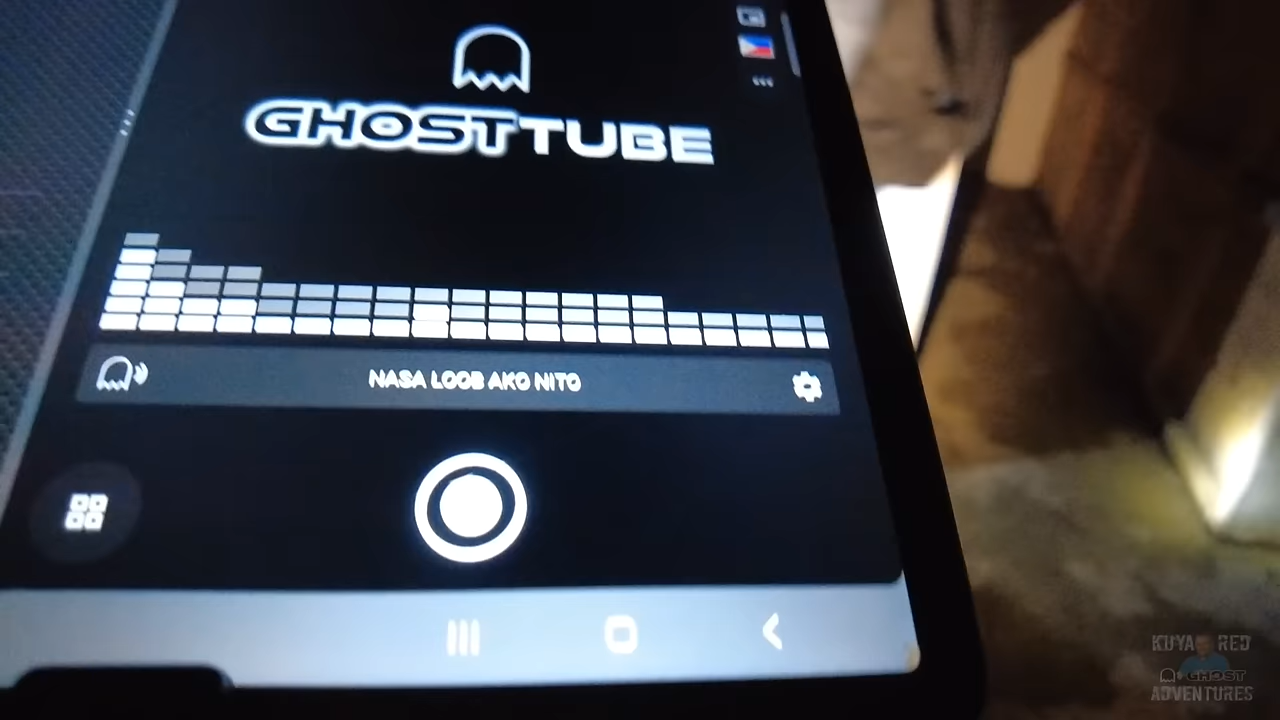 GHOSTTUBE
NASA LOOB AKO NITO
KUYA RED
GHOST
ADVENTURES